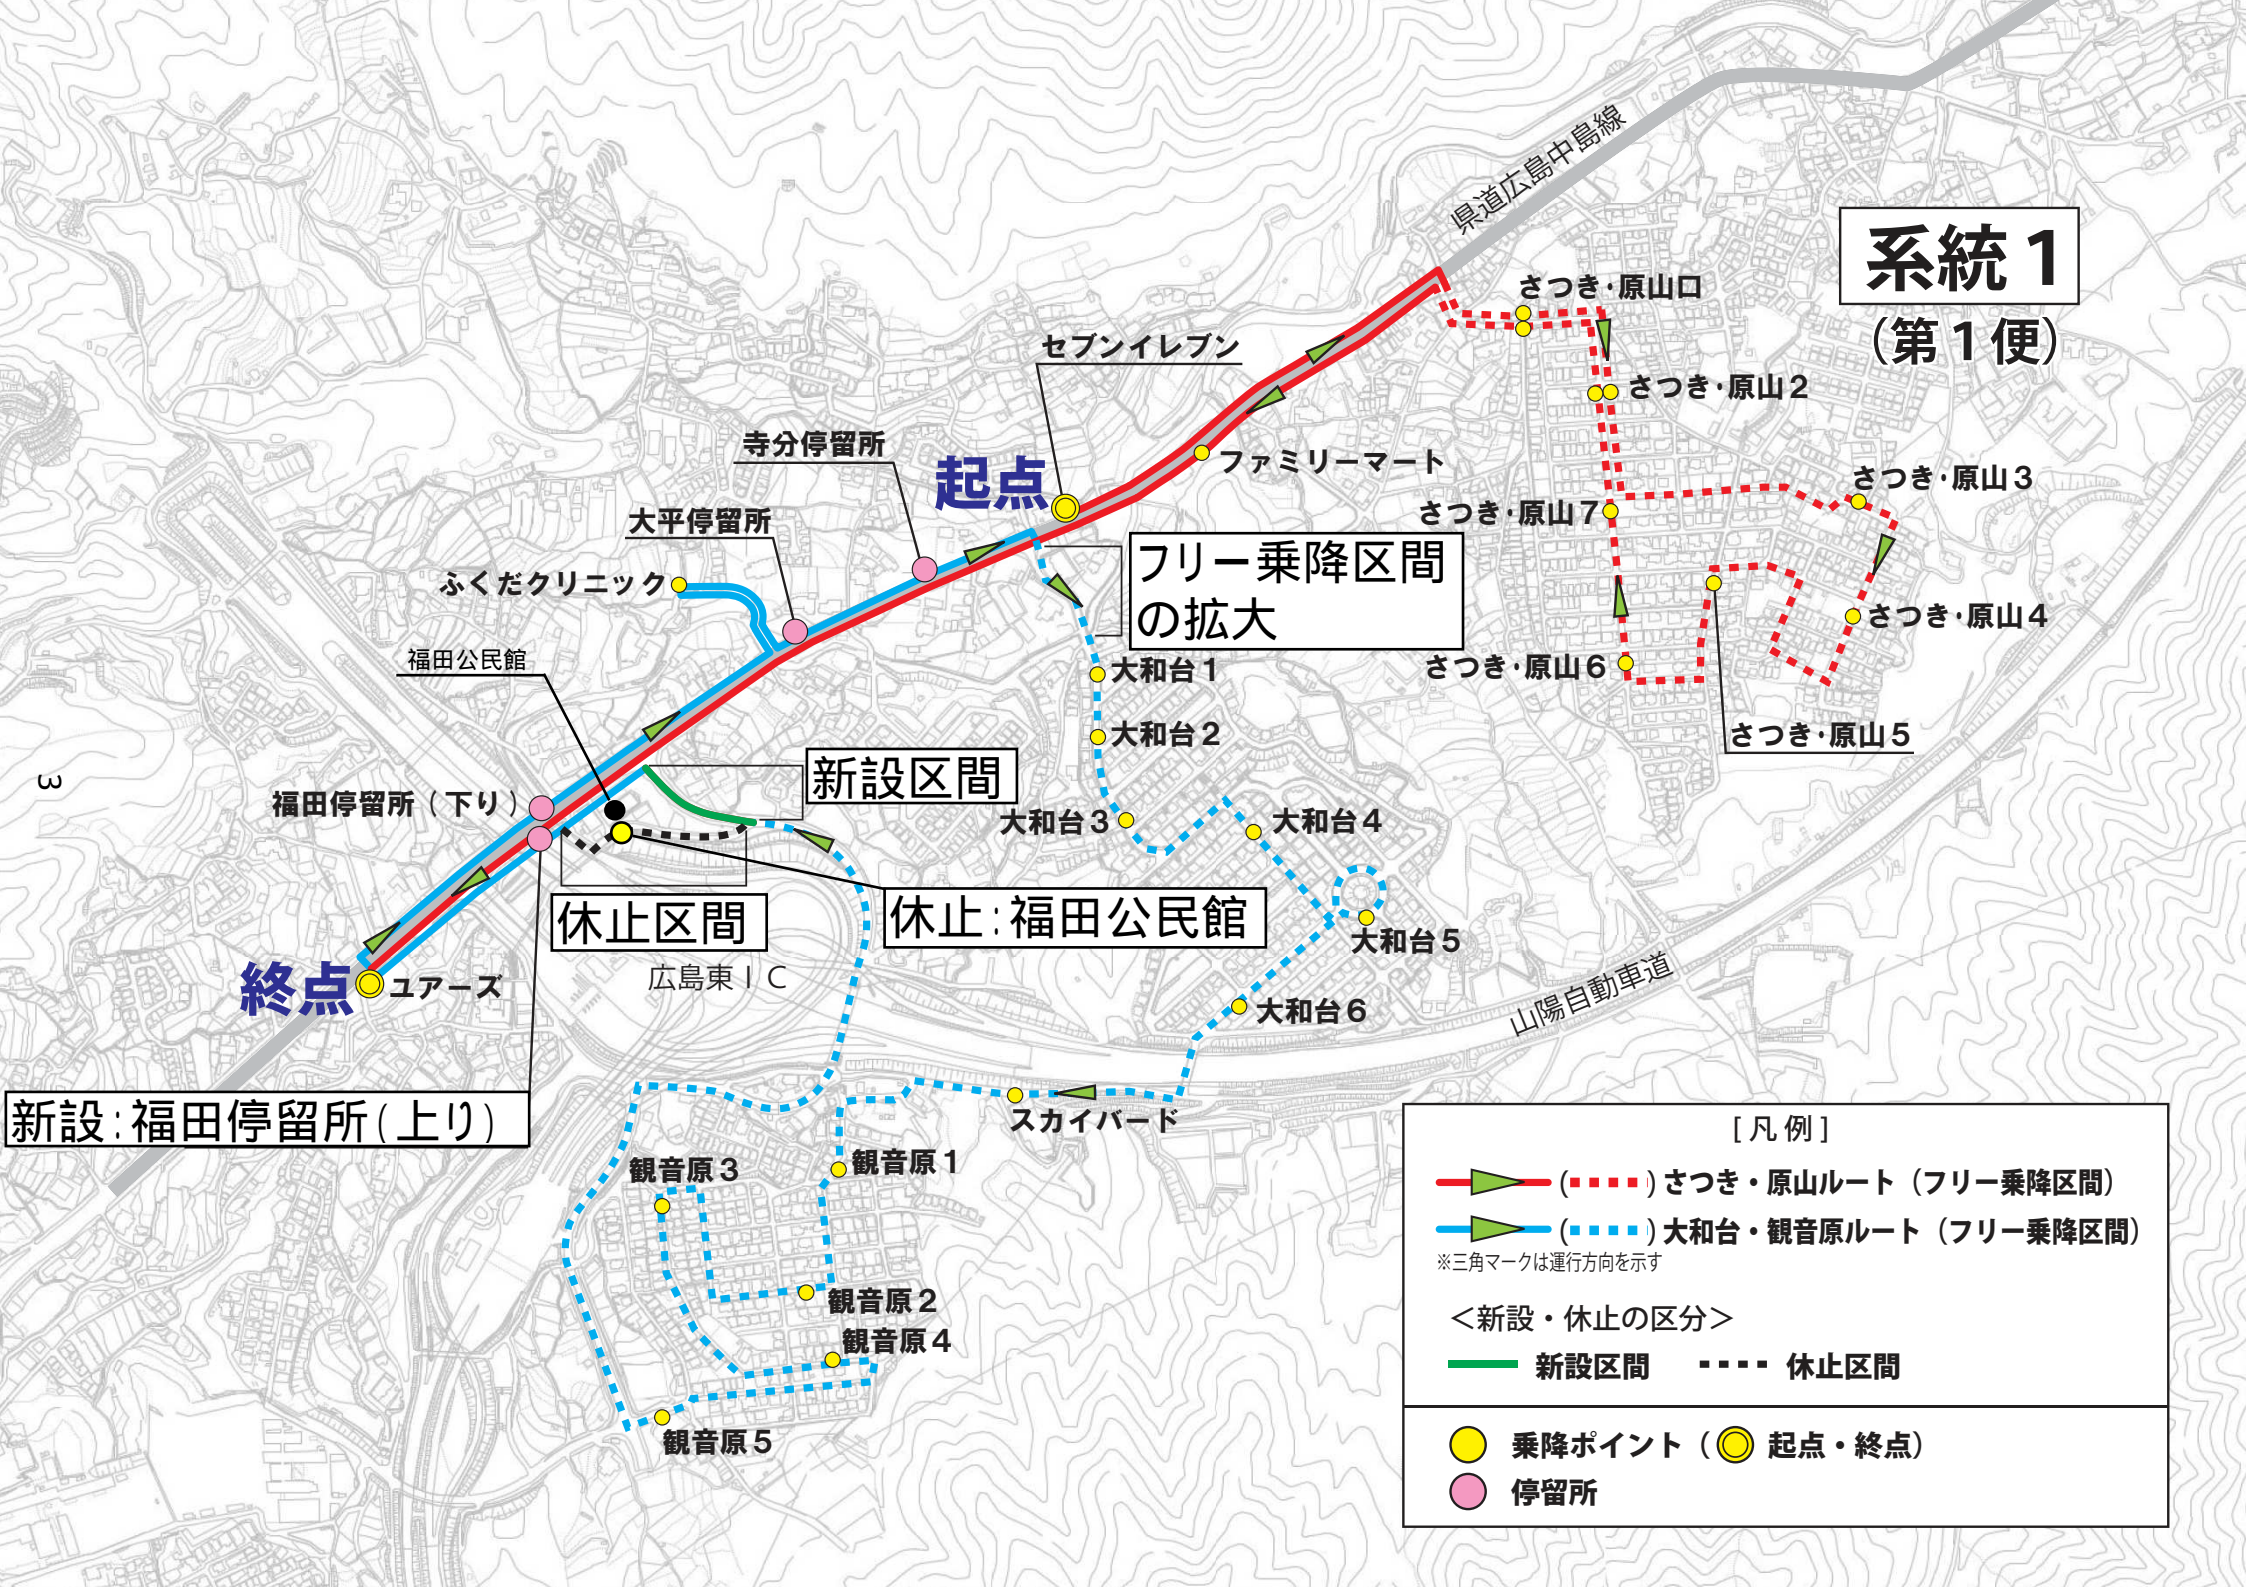 県道広島中島線
系統１
（第１便）
さつき・原山口
セブンイレブン
さつき・原山２
寺分停留所
起点
ファミリーマート
さつき・原山３
さつき・原山７
大平停留所
フリー乗降区間
の拡大
ふくだクリニック
さつき・原山４
福田公民館
大和台１
さつき・原山６
大和台２
さつき・原山５
新設区間
3
福田停留所（下り）
大和台３
大和台４
休止区間
休止：福田公民館
大和台５
広島東ＩＣ
終点
ユアーズ
山陽自動車道
大和台６
新設：福田停留所（上り）
スカイバード
観音原３
観音原１
観音原２
観音原４
観音原５
［凡例］
（ ）さつき・原山ルート（フリー乗降区間）
（ ）大和台・観音原ルート（フリー乗降区間）
※三角マークは運行方向を示す
＜新設・休止の区分＞
新設区間 休止区間
乗降ポイント（ 起点・終点）
停留所